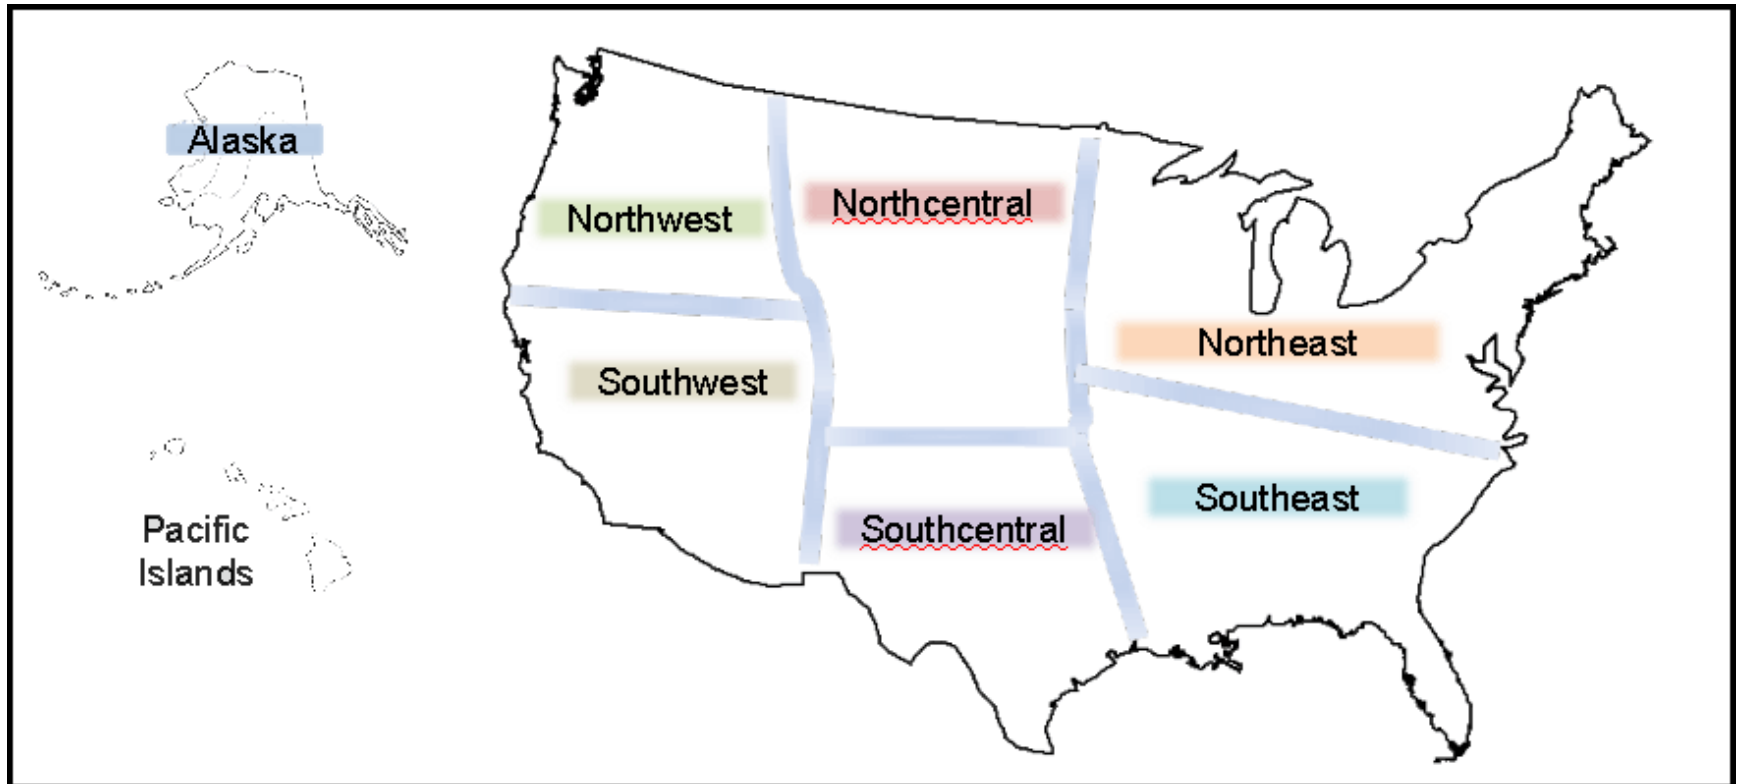 Alaska
Northwest
Northcentral
Northeast
Southwest
Southeast
Southcentral
Pacific
Islands